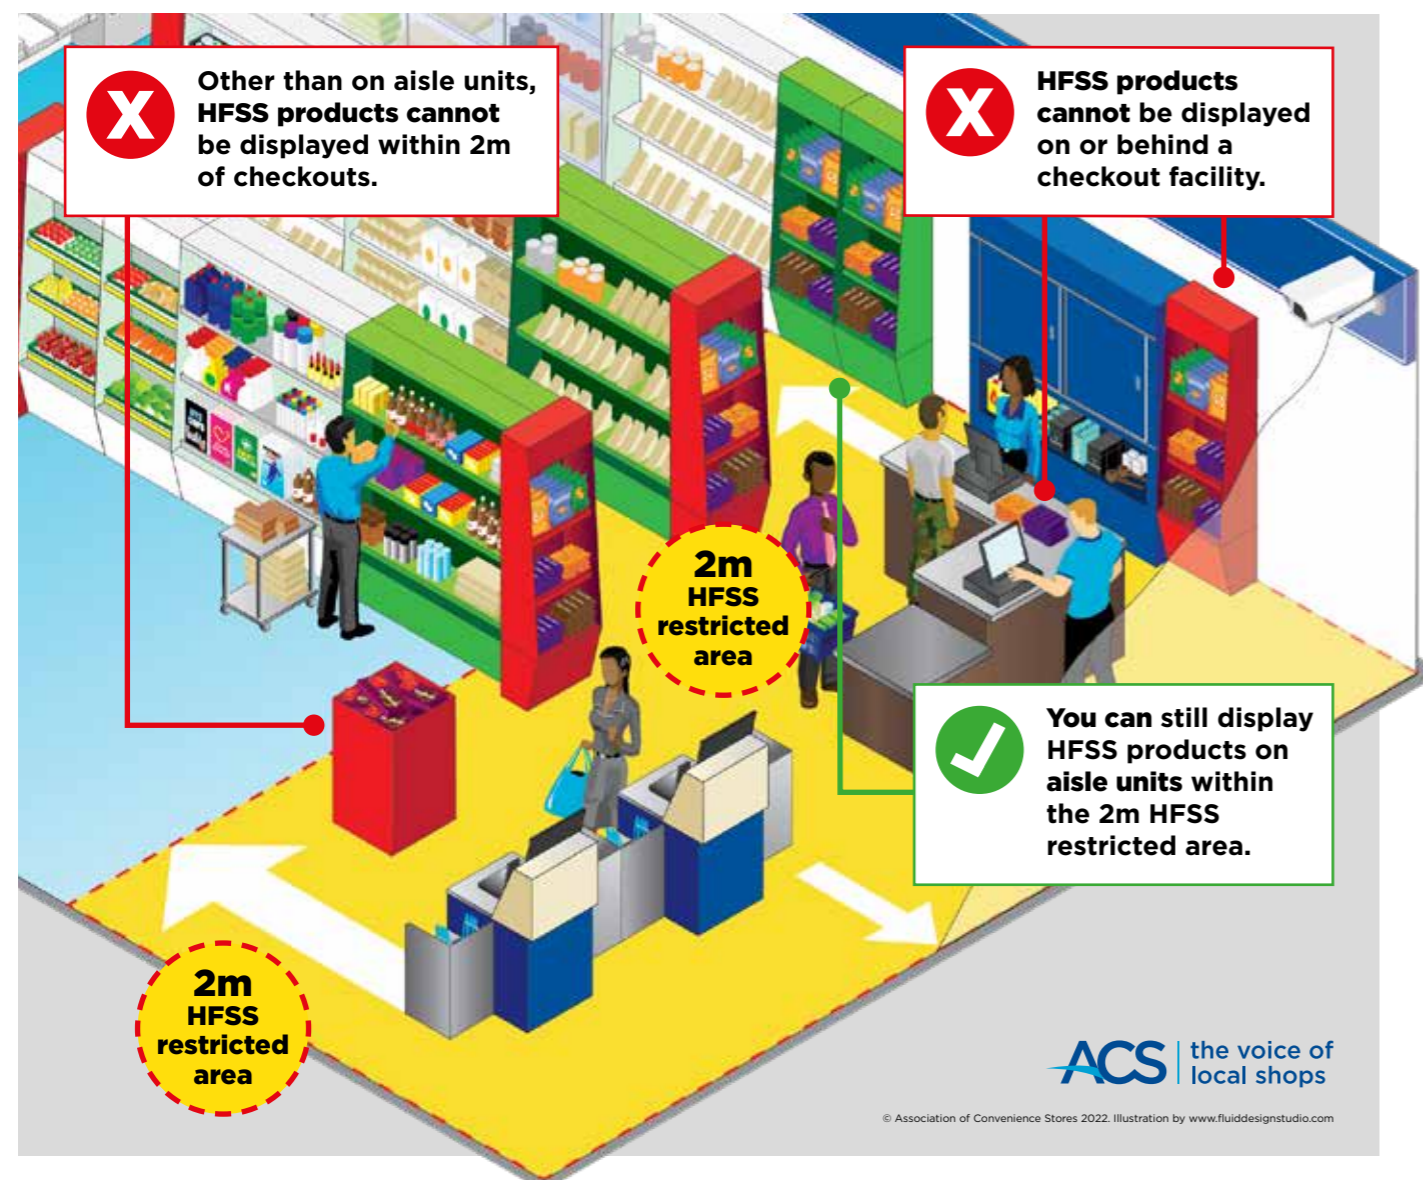 X
Other than on aisle units,
HFSS products cannot
be displayed within 2m
of checkouts.
X
HFSS products
cannot be displayed
on or behind a
checkout facility.
2m
HFSS
restricted
area
You can still display
HFSS products on
aisle units within
the 2m HFSS
restricted area.
2m
HFSS
restricted
area
ACS
the voice of
local shops
© Association of Convenience Stores 2022. Illustration by www.fluiddesignstudio.com